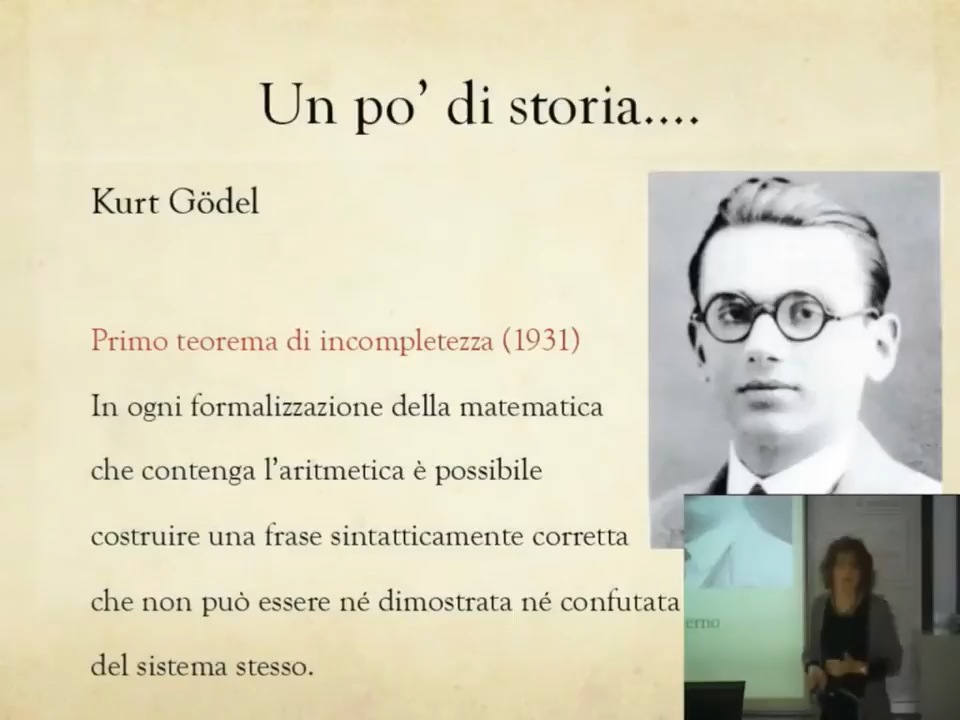 Un po’ di storia....
Kurt Gödel
Primo teorema di incompletezza (1931)
In ogni formalizzazione della matematica
che contenga l’aritmetica è possibile
costruire una frase sintatticamente corretta
che non può essere né dimostrata né confutata
del sistema stesso.
erno